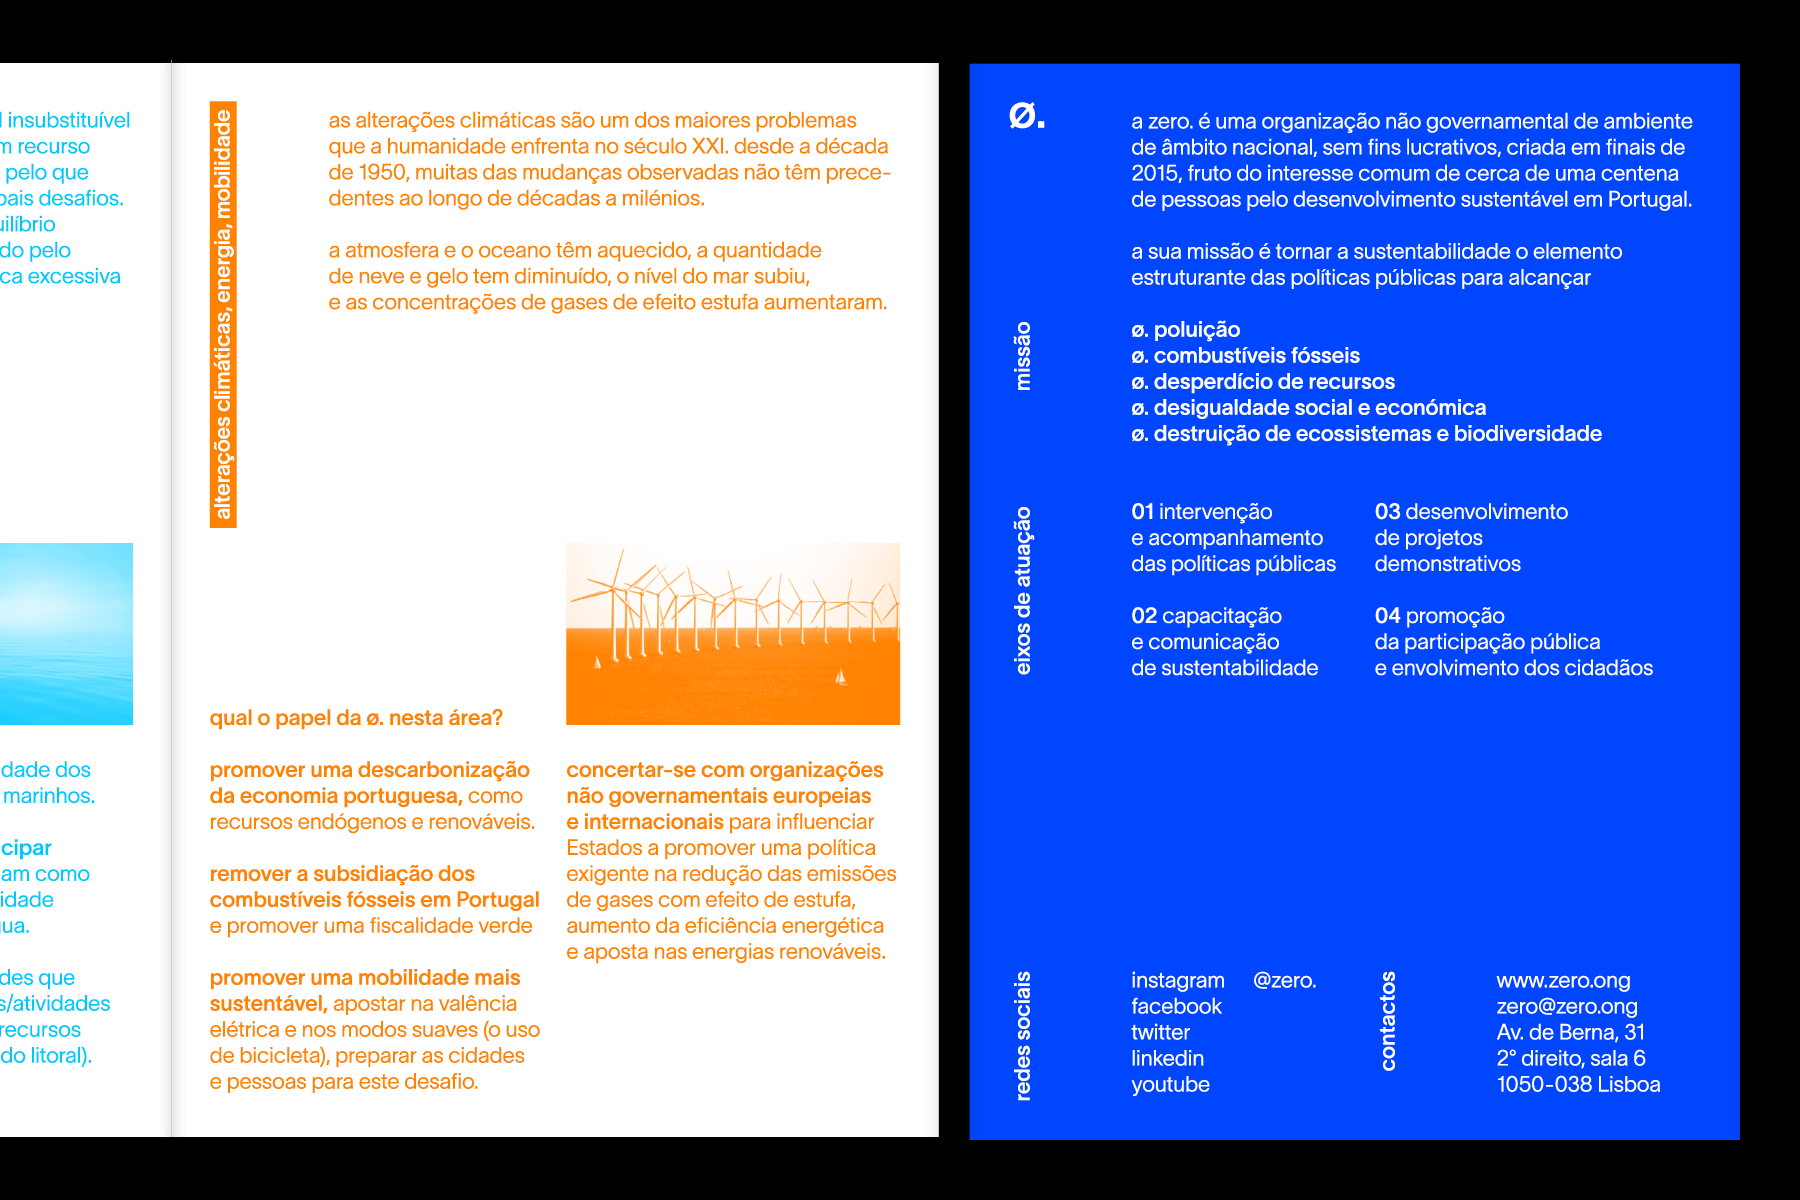 insubstituível
recurso
pelo que
desafios.
pelo
excessiva
dos
marinhos.
como
que
/atividades
recursos
do litoral).
alterações climáticas, energia, mobilidade
as alterações climáticas são um dos maiores problemas
que a humanidade enfrenta no século XXI. desde a década
de 1950, muitas das mudanças observadas não têm prece-
dentes ao longo de décadas a milénios.
a atmosfera e o oceano têm aquecido, a quantidade
de neve e gelo tem diminuído, o nível do mar subiu,
e as concentrações de gases de efeito estufa aumentaram.
qual o papel da ø. nesta área?
promover uma descarbonização
da economia portuguesa, como
recursos endógenos e renováveis.
remover a subsidiação dos
combustíveis fósseis em Portugal
e promover uma fiscalidade verde
promover uma mobilidade mais
sustentável, apostar na valência
elétrica e nos modos suaves (o uso
de bicicleta), preparar as cidades
e pessoas para este desafio.
concertar-se com organizações
não governamentais europeias
e internacionais para influenciar
Estados a promover uma política
exigente na redução das emissões
de gases com efeito de estufa,
aumento da eficiência energética
e aposta nas energias renováveis.
ø.
a zero. é uma organização não governamental de ambiente
de âmbito nacional, sem fins lucrativos, criada em finais de
2015, fruto do interesse comum de cerca de uma centena
de pessoas pelo desenvolvimento sustentável em Portugal.
a sua missão é tornar a sustentabilidade o elemento
estruturante das políticas públicas para alcançar
missão
ø. poluição
ø. combustíveis fósseis
ø. desperdício de recursos
ø. desigualdade social e económica
ø. destruição de ecossistemas e biodiversidade
eixos de atuação
01 intervenção
e acompanhamento
das políticas públicas
02 capacitação
e comunicação
de sustentabilidade
03 desenvolvimento
de projetos
demonstrativos
04 promoção
da participação pública
e envolvimento dos cidadãos
redes sociais
instagram @zero.
facebook
twitter
linkedin
youtube
contactos
www.zero.ong
zero@zero.ong
Av. de Berna, 31
2° direito, sala 6
1050-038 Lisboa